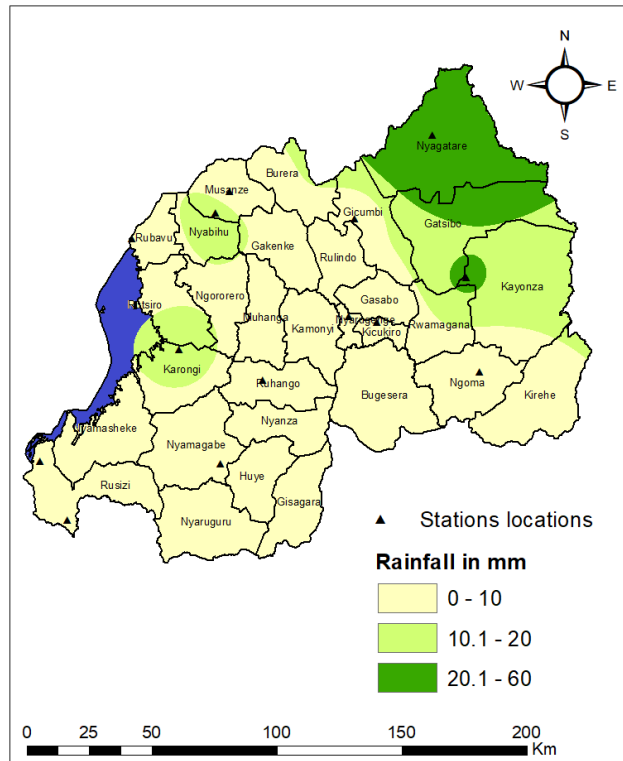 N
W E
S
Nyagatare
Burera
Musanze
Gicumbi
Gatsibo
Nyabihu
Rubavu
Gakenke
Rulindo
Kayonza
Ngororero
Gasabo
Rutsiro
Muhanga
Kamonyi
Nyarugenge
Kicukiro
Rwamagana
Karongi
Ruhango
Bugesera
Ngoma
Kirehe
Nyamasheke
Nyanza
Nyamagabe
Huye
Rusizi
Gisagara
Nyaruguru
Stations locations
Rainfall in mm
0 - 10
10.1 - 20
20.1 - 60
0 25 50 100 150 200
Km